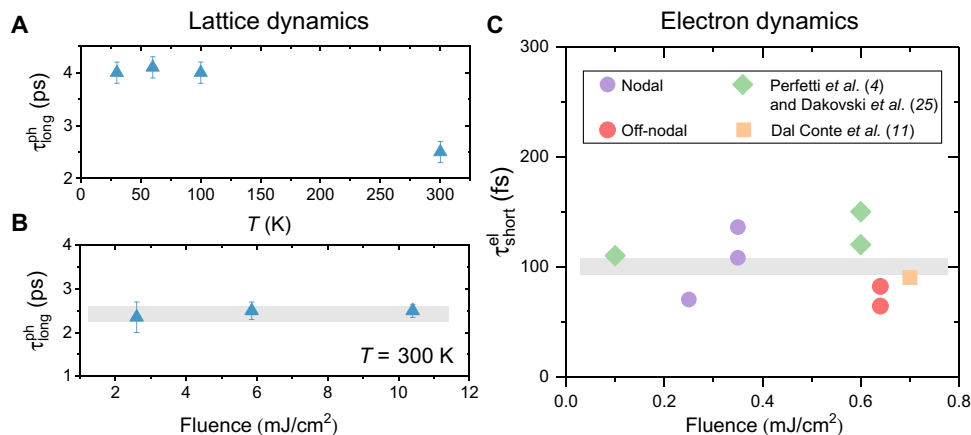 Lattice dynamics
A
τ^ph_long (ps)
4
3
2
0 50 100 150 200 250 300
T (K)
B
τ^ph_long (ps)
4
3
2
1
2 4 6 8 10 12
T = 300 K
Fluence (mJ/cm²)
Electron dynamics
C
τ^el_short (fs)
300
200
100
0
Nodal
Off-nodal
Perfetti et al. (4)
and Dakovski et al. (25)
Dal Conte et al. (11)
0.0 0.2 0.4 0.6 0.8
Fluence (mJ/cm²)